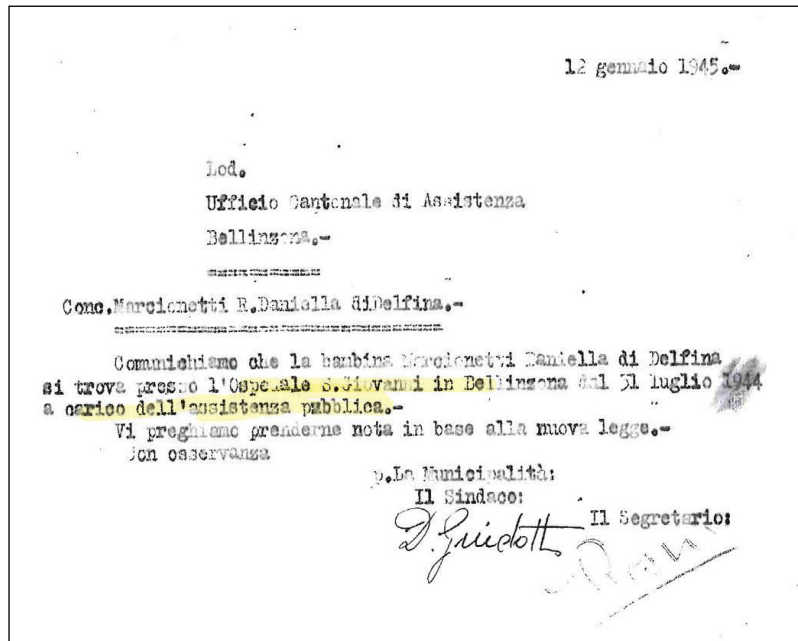 12 gennaio 1945.-
Lod.
Ufficio Cantonale di Assistenza
Bellinzona.-
===========
Conc.Marcionetti R.Daniella diDelfina.-
================================
Comunichiamo che la bambina Marcionetti Daniella di Delfina
si trova presso l'Ospedale S.Giovanni in Bellinzona dal 31 luglio 1944
a carico dell'assistenza pubblica.-
Vi preghiamo prenderne nota in base alla nuova legge.-
Con osservanza
p.La Municipalità:
Il Sindaco:
Il Segretario:
D. Guidotti